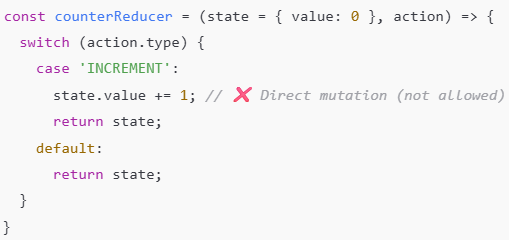 const counterReducer = (state = { value: 0 }, action) => {
  switch (action.type) {
    case 'INCREMENT':
      state.value += 1; // ❌ Direct mutation (not allowed)
      return state;
    default:
      return state;
  }
}